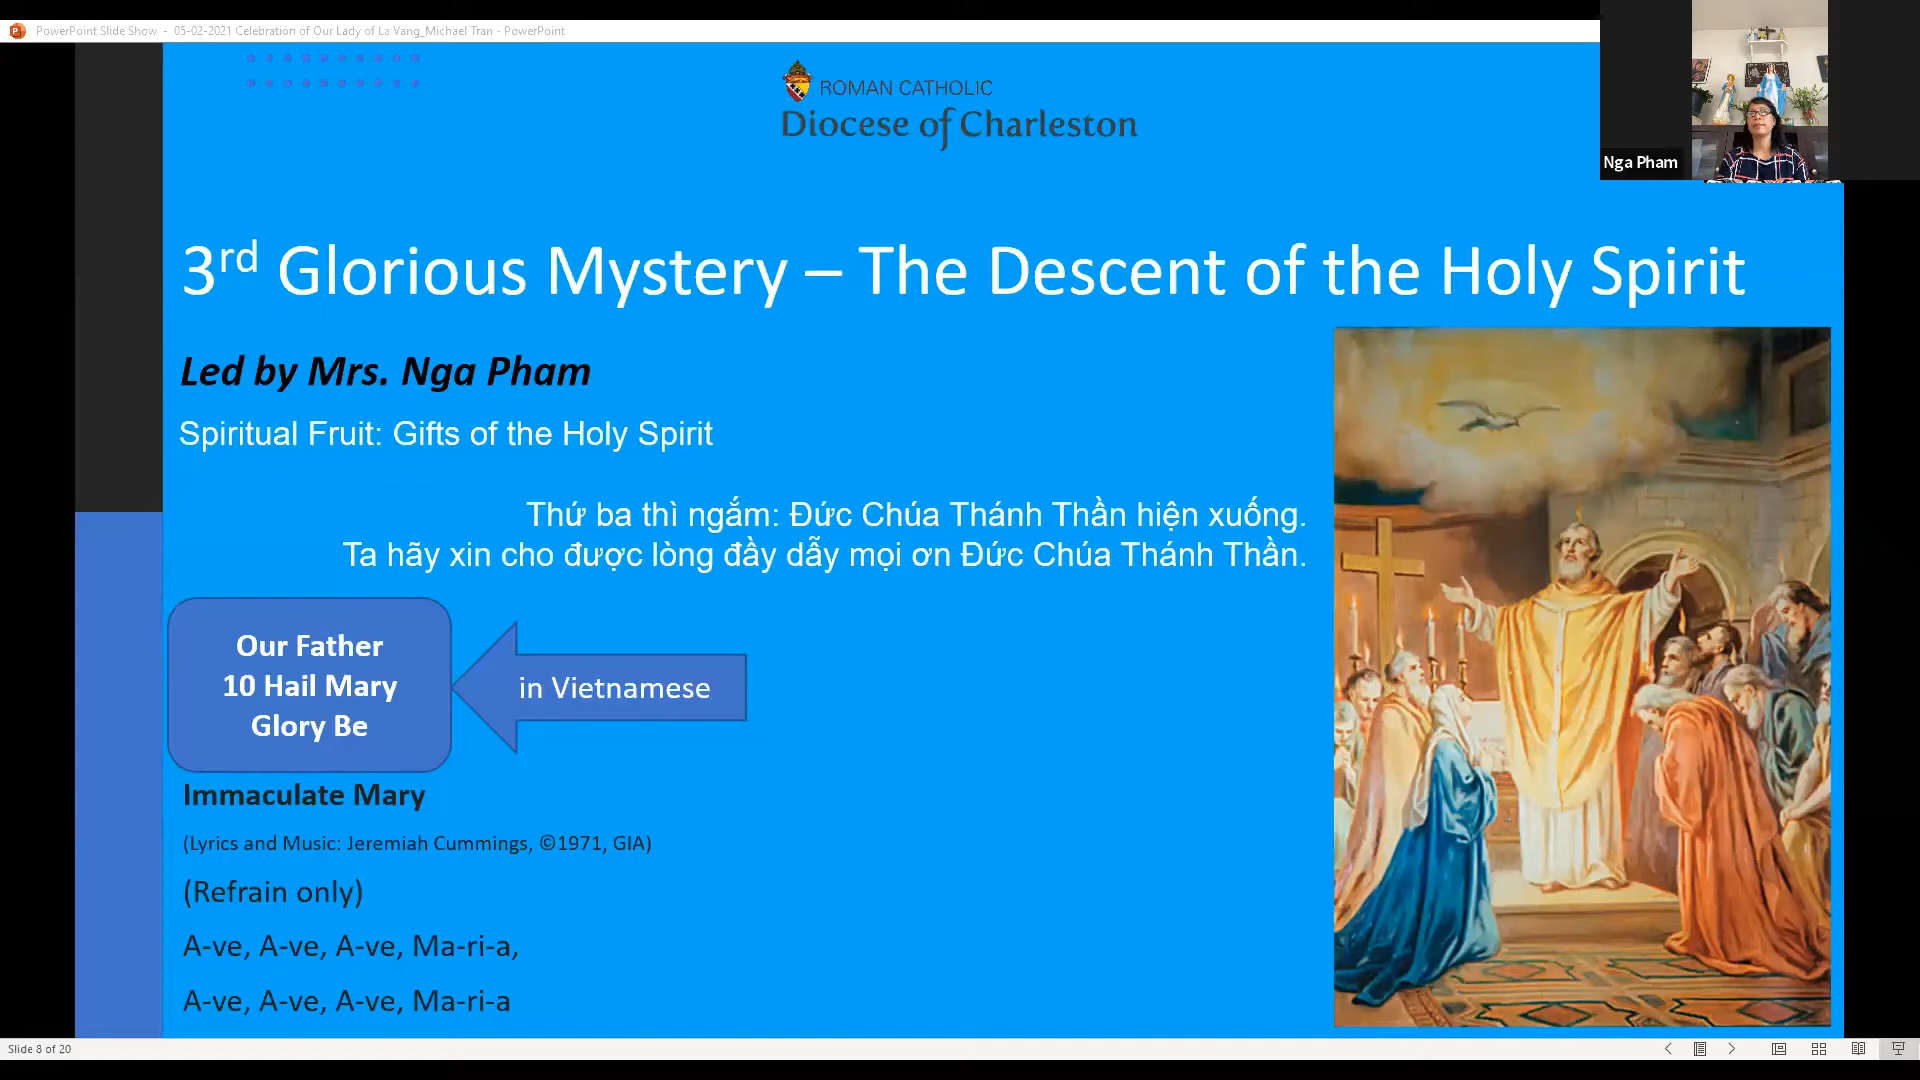 PowerPoint Slide Show - 05-02-2021 Celebration of Our Lady of La Vang_Michael Tran - PowerPoint
ROMAN CATHOLIC
Diocese of Charleston
Nga Pham
3rd Glorious Mystery – The Descent of the Holy Spirit
Led by Mrs. Nga Pham
Spiritual Fruit: Gifts of the Holy Spirit
Thứ ba thì ngắm: Đức Chúa Thánh Thần hiện xuống.
Ta hãy xin cho được lòng đầy dẫy mọi ơn Đức Chúa Thánh Thần.
Our Father
10 Hail Mary
Glory Be
in Vietnamese
Immaculate Mary
(Lyrics and Music: Jeremiah Cummings, ©1971, GIA)
(Refrain only)
A-ve, A-ve, A-ve, Ma-ri-a,
A-ve, A-ve, A-ve, Ma-ri-a
Slide 8 of 20